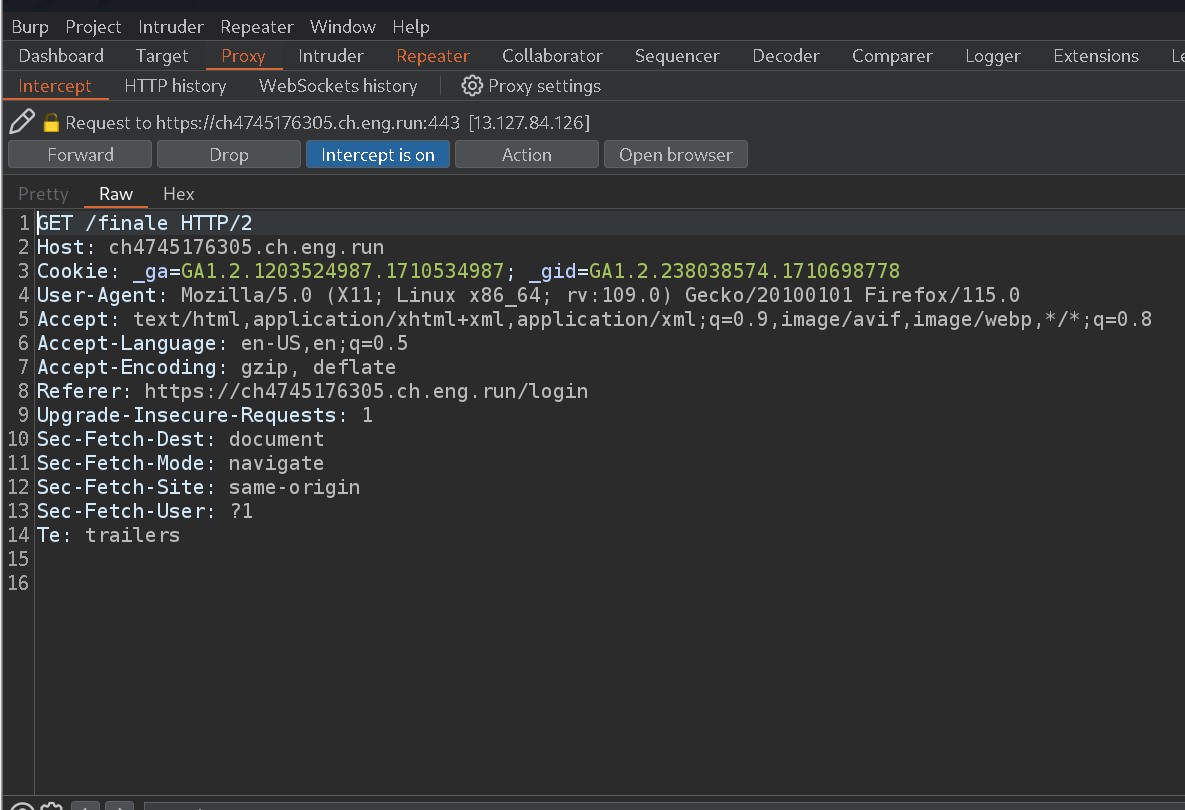 Burp Project Intruder Repeater Window Help
Dashboard Target Proxy Intruder Repeater Collaborator Sequencer Decoder Comparer Logger Extensions Le
Intercept HTTP history WebSockets history Proxy settings
Request to https://ch4745176305.ch.eng.run:443 [13.127.84.126]
Forward Drop Intercept is on Action Open browser
Pretty Raw Hex
1 GET /finale HTTP/2
2 Host: ch4745176305.ch.eng.run
3 Cookie: _ga=GA1.2.1203524987.1710534987; _gid=GA1.2.238038574.1710698778
4 User-Agent: Mozilla/5.0 (X11; Linux x86_64; rv:109.0) Gecko/20100101 Firefox/115.0
5 Accept: text/html,application/xhtml+xml,application/xml;q=0.9,image/avif,image/webp,*/*;q=0.8
6 Accept-Language: en-US,en;q=0.5
7 Accept-Encoding: gzip, deflate
8 Referer: https://ch4745176305.ch.eng.run/login
9 Upgrade-Insecure-Requests: 1
10 Sec-Fetch-Dest: document
11 Sec-Fetch-Mode: navigate
12 Sec-Fetch-Site: same-origin
13 Sec-Fetch-User: ?1
14 Te: trailers
15
16